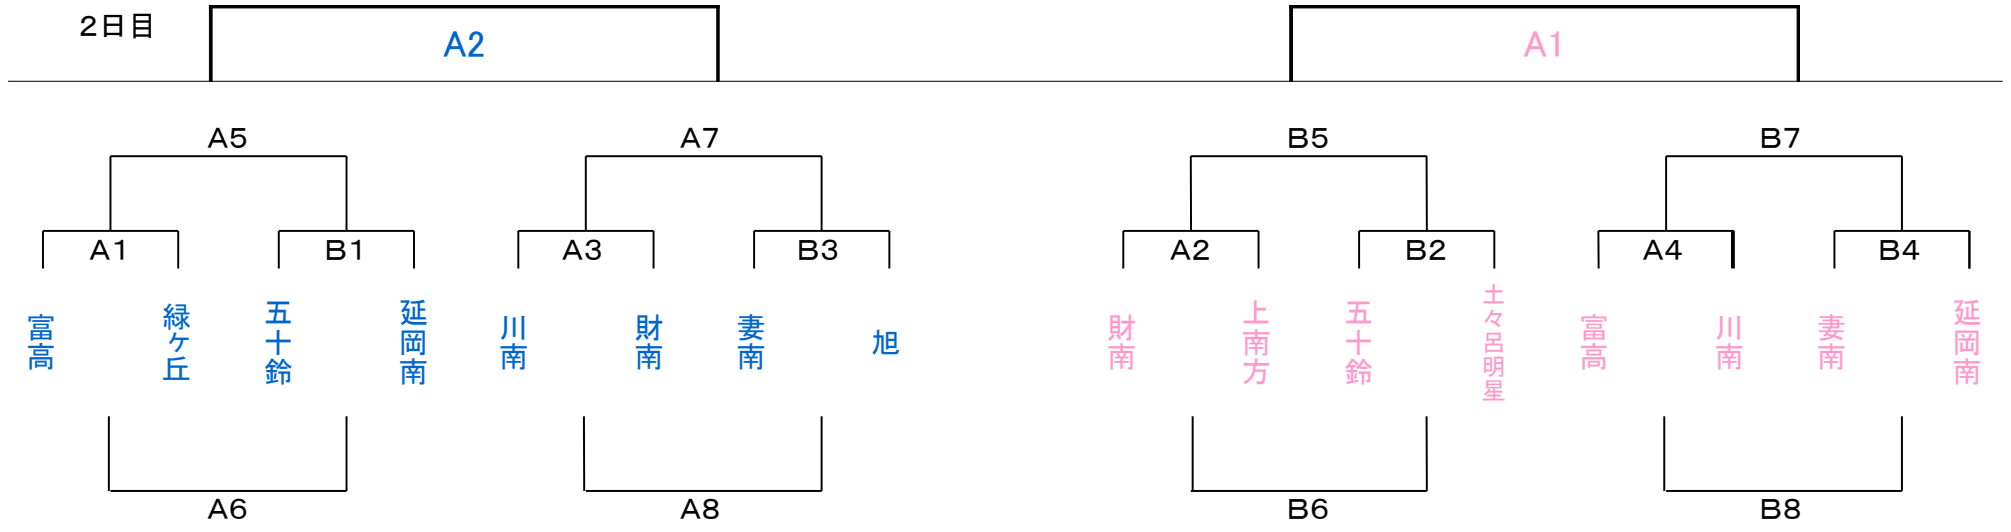 2日目
A2
A1
A5
A7
B5
B7
A1
B1
A3
B3
A2
B2
A4
B4
富高
緑ヶ丘
五十鈴
延岡南
川南
財南
妻南
旭
財南
上南方
五十鈴
土々呂明星
富高
川南
妻南
延岡南
A6
A8
B6
B8